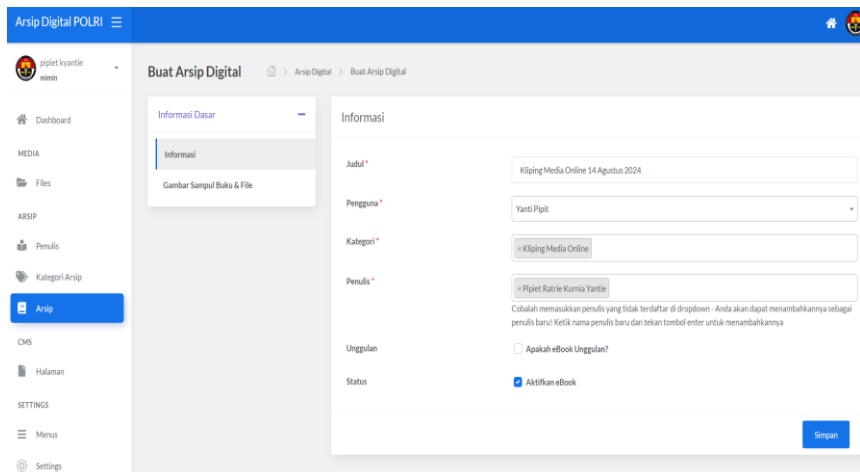 Arsip Digital POLRI
pipiet kyantie
nimin
Dashboard
MEDIA
Files
ARSIP
Penulis
Kategori Arsip
Arsip
CMS
Halaman
SETTINGS
Menus
Settings
Buat Arsip Digital
Arsip Digital > Buat Arsip Digital
Informasi Dasar
Informasi
Gambar Sampul Buku & File
Informasi
Judul *
Kliping Media Online 14 Agustus 2024
Pengguna *
Yanti Pipit
Kategori *
× Kliping Media Online
Penulis *
× Pipiet Ratrie Kurnia Yantie
Cobalah memasukkan penulis yang tidak terdaftar di dropdown - Anda akan dapat menambahkannya sebagai
penulis baru! Ketik nama penulis baru dan tekan tombol enter untuk menambahkannya
Unggulan
Apakah eBook Unggulan?
Status
Aktifkan eBook
Simpan